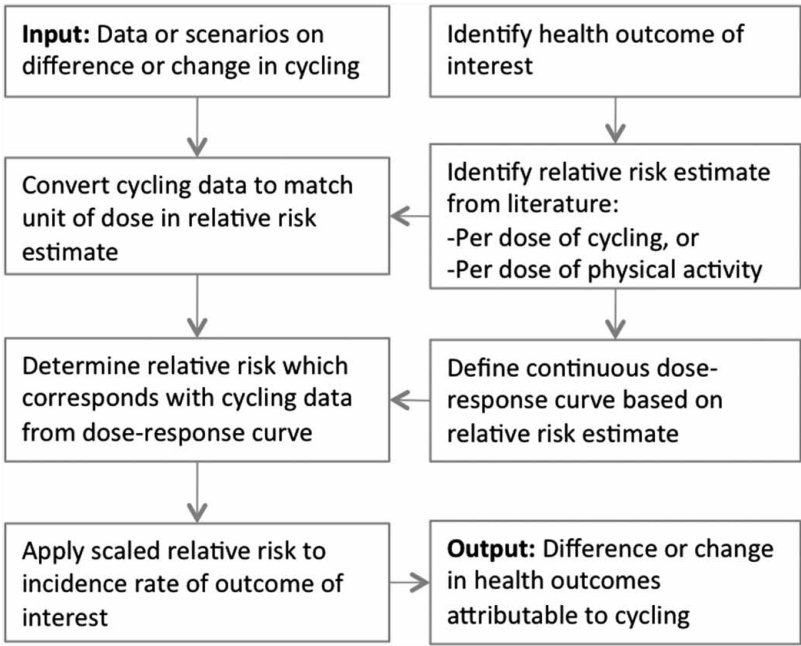 Input: Data or scenarios on
difference or change in cycling
Identify health outcome of
interest
Convert cycling data to match
unit of dose in relative risk
estimate
Identify relative risk estimate
from literature:
-Per dose of cycling, or
-Per dose of physical activity
Determine relative risk which
corresponds with cycling data
from dose-response curve
Define continuous dose-
response curve based on
relative risk estimate
Apply scaled relative risk to
incidence rate of outcome of
interest
Output: Difference or change
in health outcomes
attributable to cycling